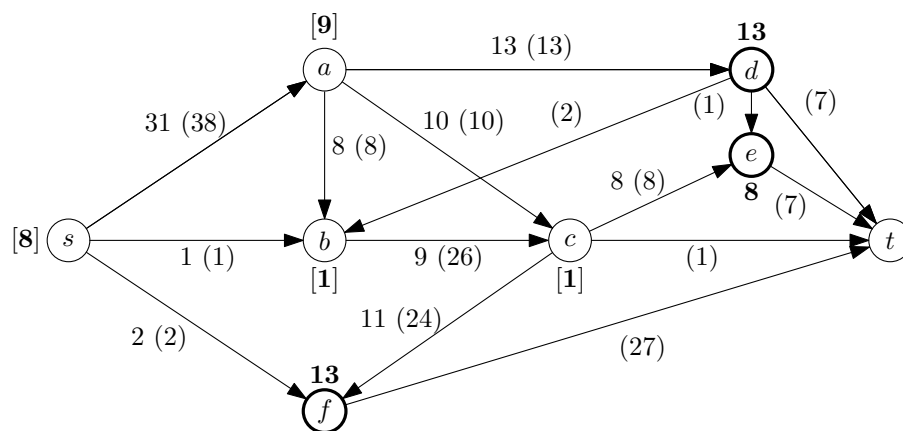 [9]
13
a
13 (13)
d
31 (38)
8 (8)
10 (10)
(2)
(1)
(7)
e
8 (8)
8
(7)
[8]
s
1 (1)
b
9 (26)
c
(1)
t
[1]
[1]
2 (2)
11 (24)
(27)
13
f